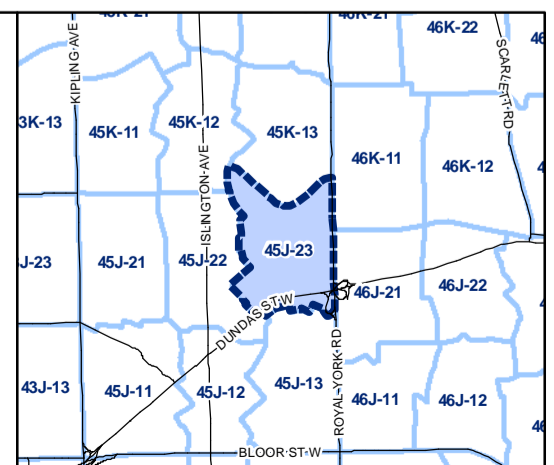 46K-22
KIPLING AVE
SCARLETT RD
3K-13
45K-11
45K-12
45K-13
46K-11
46K-12
ISLINGTON AVE
J-23
45J-21
45J-22
45J-23
46J-21
46J-22
DUNDAS ST W
43J-13
45J-11
45J-12
45J-13
ROYAL YORK RD
46J-11
46J-12
BLOOR ST W